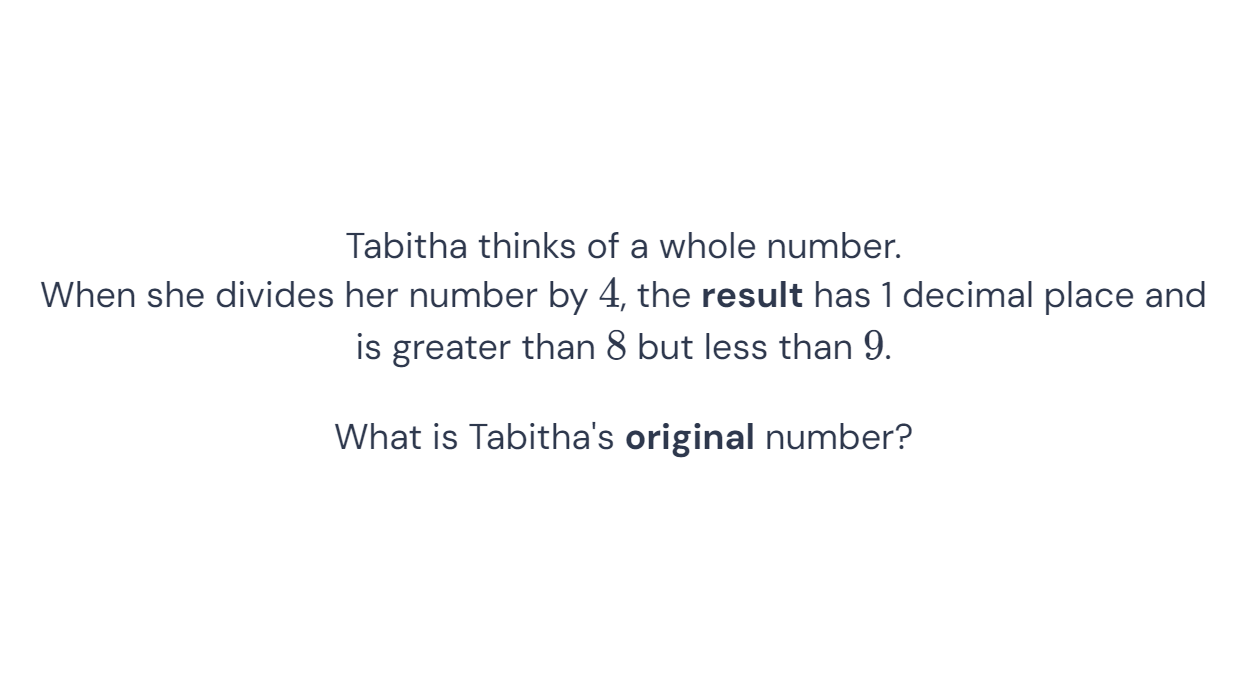 Tabitha thinks of a whole number.
When she divides her number by 4, the result has 1 decimal place and
is greater than 8 but less than 9.
What is Tabitha's original number?